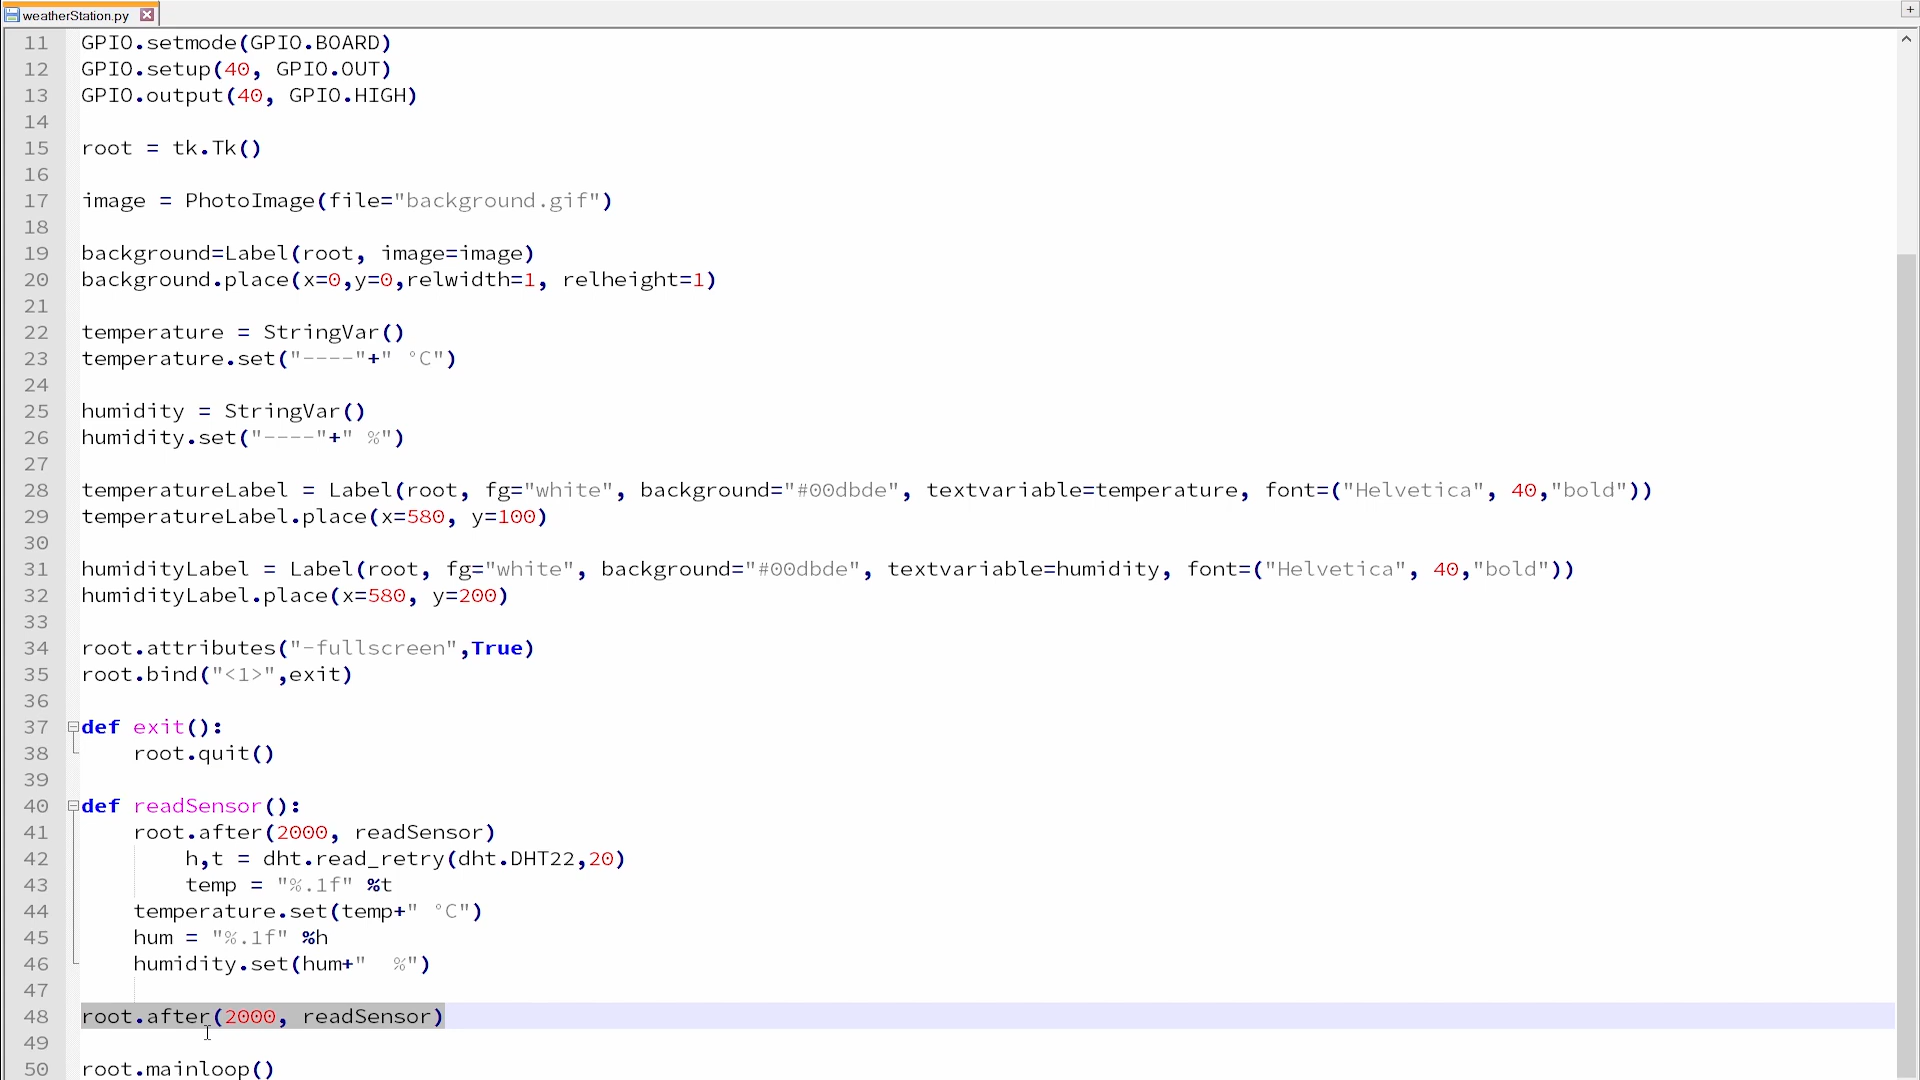 weatherStation.py
11 GPIO.setmode(GPIO.BOARD)
12 GPIO.setup(40, GPIO.OUT)
13 GPIO.output(40, GPIO.HIGH)
14
15 root = tk.Tk()
16
17 image = PhotoImage(file="background.gif")
18
19 background=Label(root, image=image)
20 background.place(x=0,y=0,relwidth=1, relheight=1)
21
22 temperature = StringVar()
23 temperature.set("----"+" °C")
24
25 humidity = StringVar()
26 humidity.set("----"+" %")
27
28 temperatureLabel = Label(root, fg="white", background="#00dbde", textvariable=temperature, font=("Helvetica", 40,"bold"))
29 temperatureLabel.place(x=580, y=100)
30
31 humidityLabel = Label(root, fg="white", background="#00dbde", textvariable=humidity, font=("Helvetica", 40,"bold"))
32 humidityLabel.place(x=580, y=200)
33
34 root.attributes("-fullscreen",True)
35 root.bind("<1>",exit)
36
37 def exit():
38     root.quit()
39
40 def readSensor():
41     root.after(2000, readSensor)
42         h,t = dht.read_retry(dht.DHT22,20)
43         temp = "%.1f" %t
44     temperature.set(temp+" °C")
45     hum = "%.1f" %h
46     humidity.set(hum+"  %")
47
48 root.after(2000, readSensor)
49
50 root.mainloop()